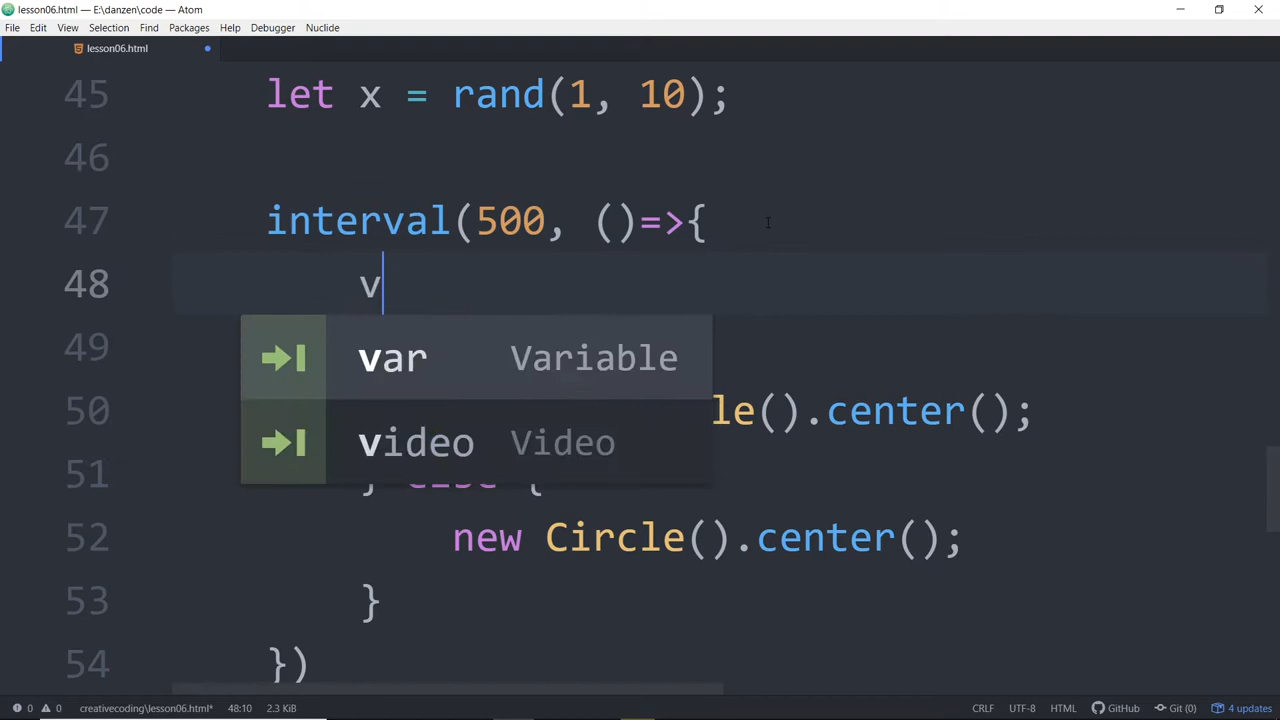 lesson06.html — E:\danzen\code — Atom
File Edit View Selection Find Packages Help Debugger Nuclide
lesson06.html
45 let x = rand(1, 10);
46
47 interval(500, ()=>{
48 v
var Variable
49
50 le().center();
video Video
51 } else {
52 new Circle().center();
53 }
54 })
0 0 creativecoding\lesson06.html* 48:10 2.3 KiB CRLF UTF-8 HTML GitHub Git (0) 4 updates